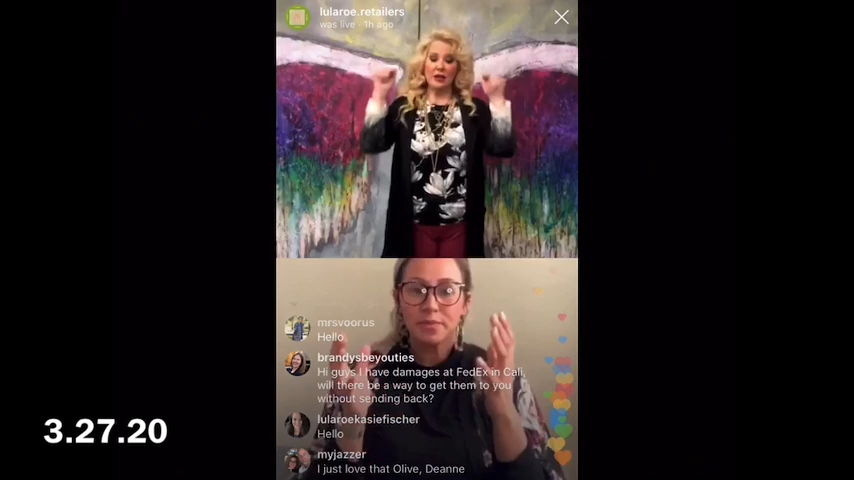 lularoe.retailers
was live · 1h ago
mrsvoorus
Hello
brandysbeyouties
Hi guys I have damages at FedEx in Cali,
will there be a way to get them to you
without sending back?
lularoekasiefischer
Hello
myjazzer
I just love that Olive, Deanne
3.27.20